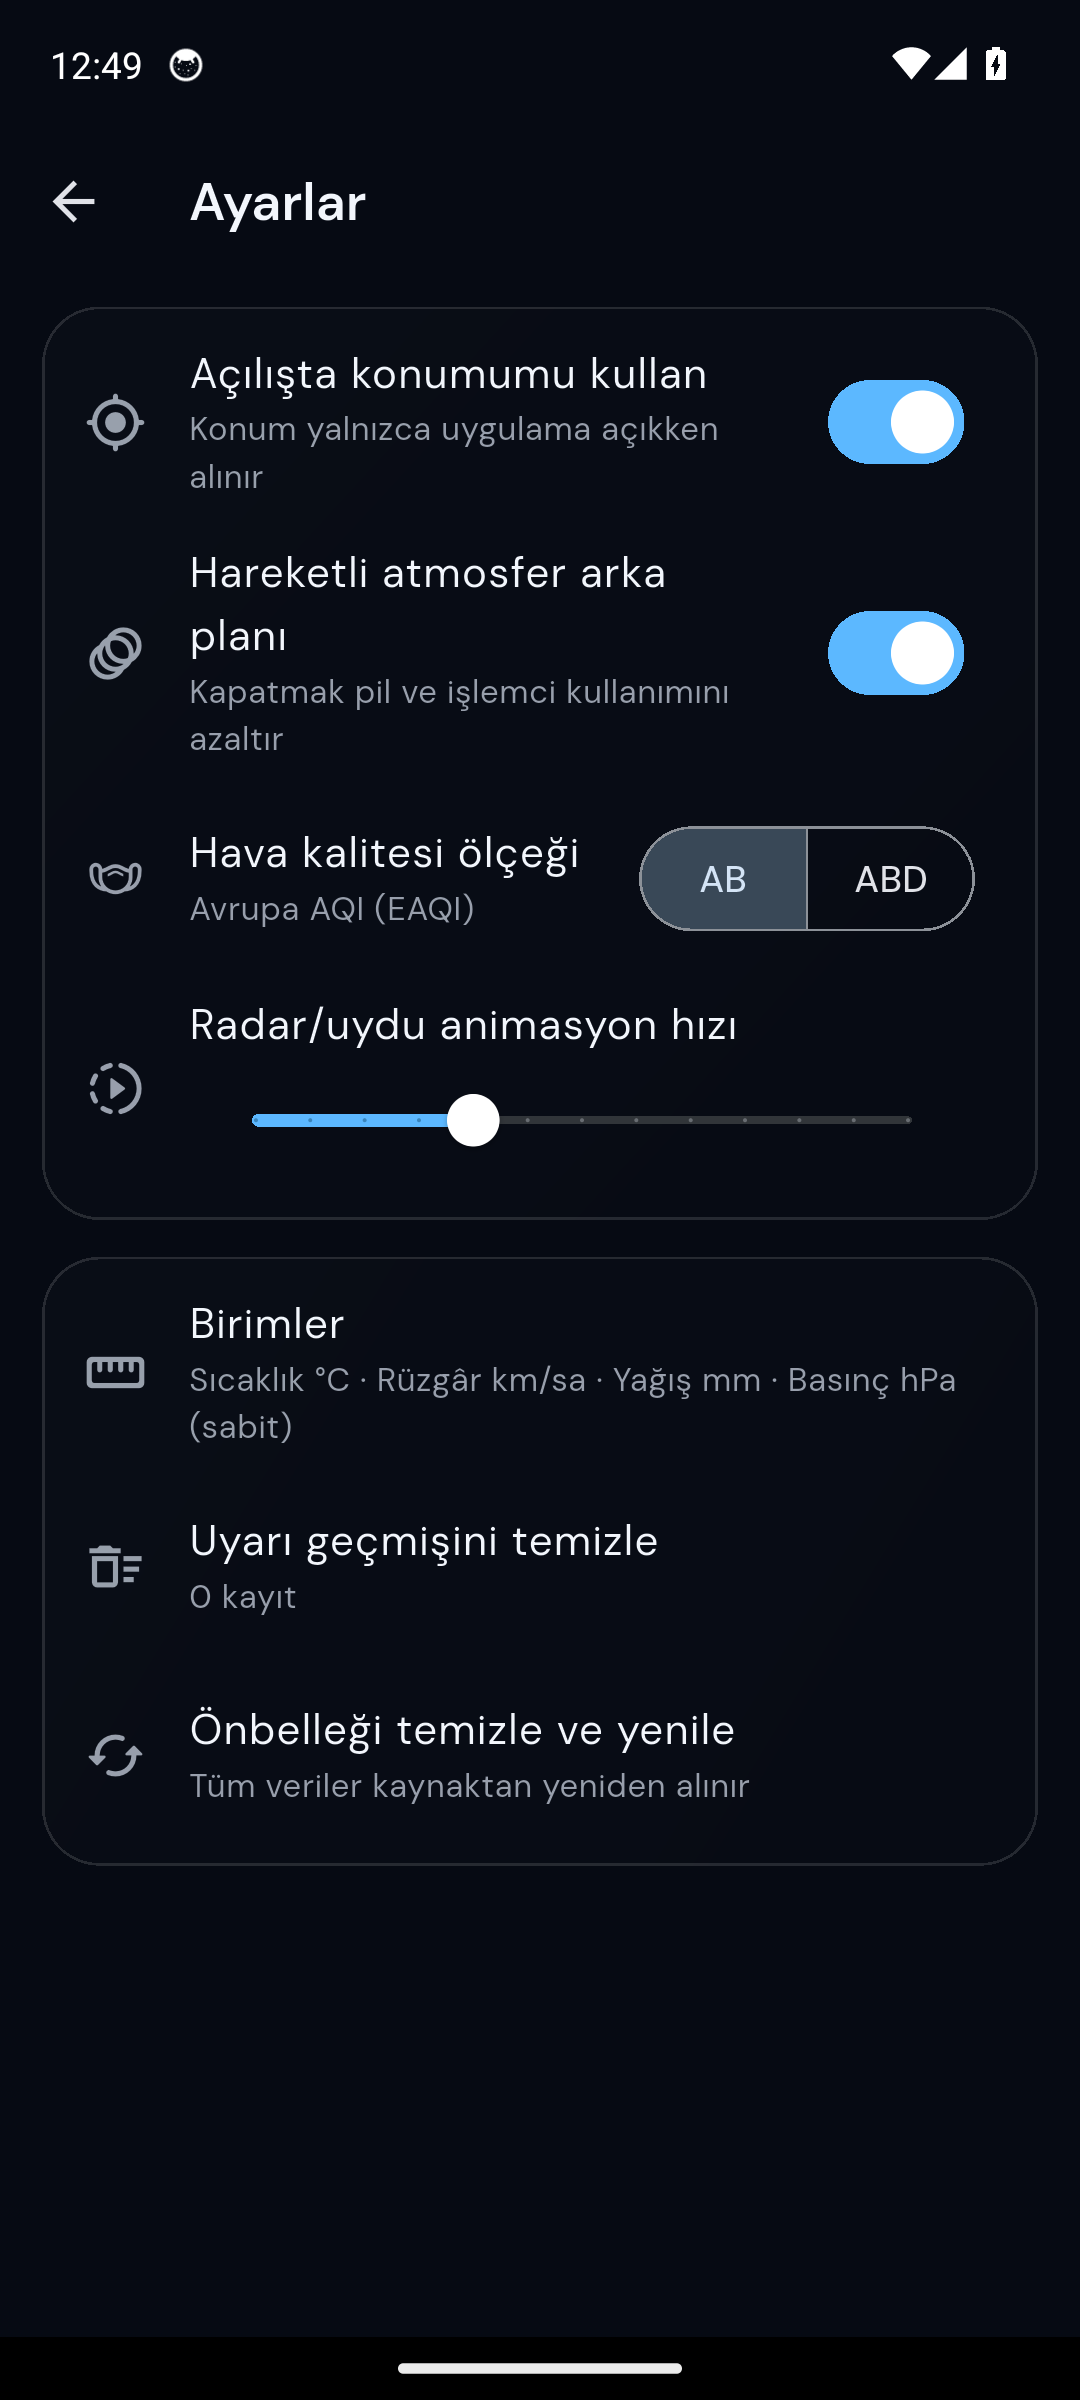 12:49
Ayarlar
Açılışta konumumu kullan
Konum yalnızca uygulama açıkken
alınır
Hareketli atmosfer arka
planı
Kapatmak pil ve işlemci kullanımını
azaltır
Hava kalitesi ölçeği
Avrupa AQI (EAQI)
AB
ABD
Radar/uydu animasyon hızı
Birimler
Sıcaklık °C · Rüzgâr km/sa · Yağış mm · Basınç hPa
(sabit)
Uyarı geçmişini temizle
0 kayıt
Önbelleği temizle ve yenile
Tüm veriler kaynaktan yeniden alınır